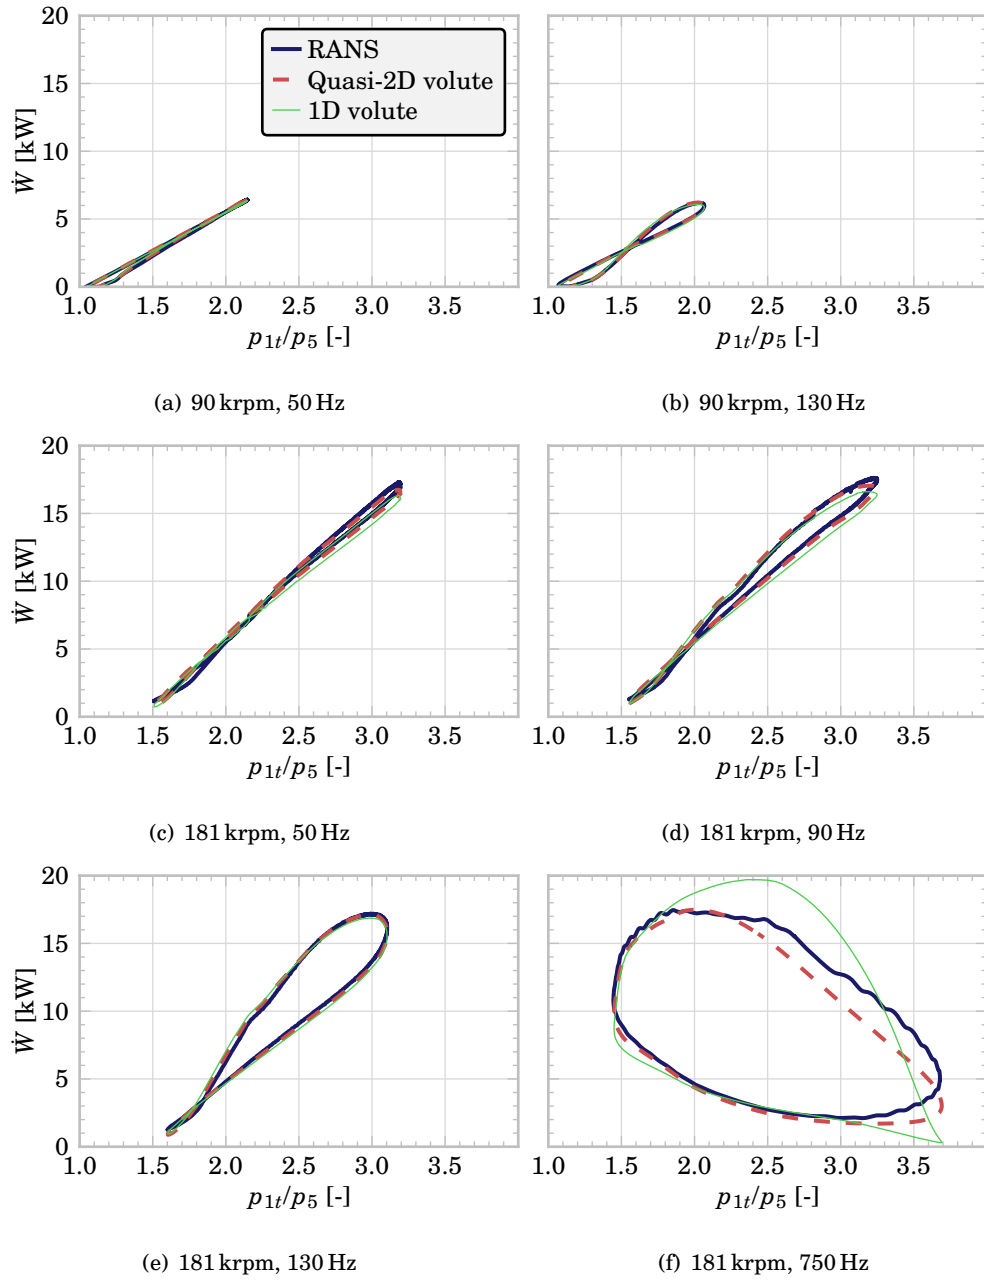 20
15
10
5
0
Ẇ [kW]
RANS
Quasi-2D volute
1D volute
1.0 1.5 2.0 2.5 3.0 3.5
p1t/p5 [-]
1.0 1.5 2.0 2.5 3.0 3.5
p1t/p5 [-]
(a) 90 krpm, 50 Hz
(b) 90 krpm, 130 Hz
20
15
10
5
0
Ẇ [kW]
1.0 1.5 2.0 2.5 3.0 3.5
p1t/p5 [-]
1.0 1.5 2.0 2.5 3.0 3.5
p1t/p5 [-]
(c) 181 krpm, 50 Hz
(d) 181 krpm, 90 Hz
20
15
10
5
0
Ẇ [kW]
1.0 1.5 2.0 2.5 3.0 3.5
p1t/p5 [-]
1.0 1.5 2.0 2.5 3.0 3.5
p1t/p5 [-]
(e) 181 krpm, 130 Hz
(f) 181 krpm, 750 Hz